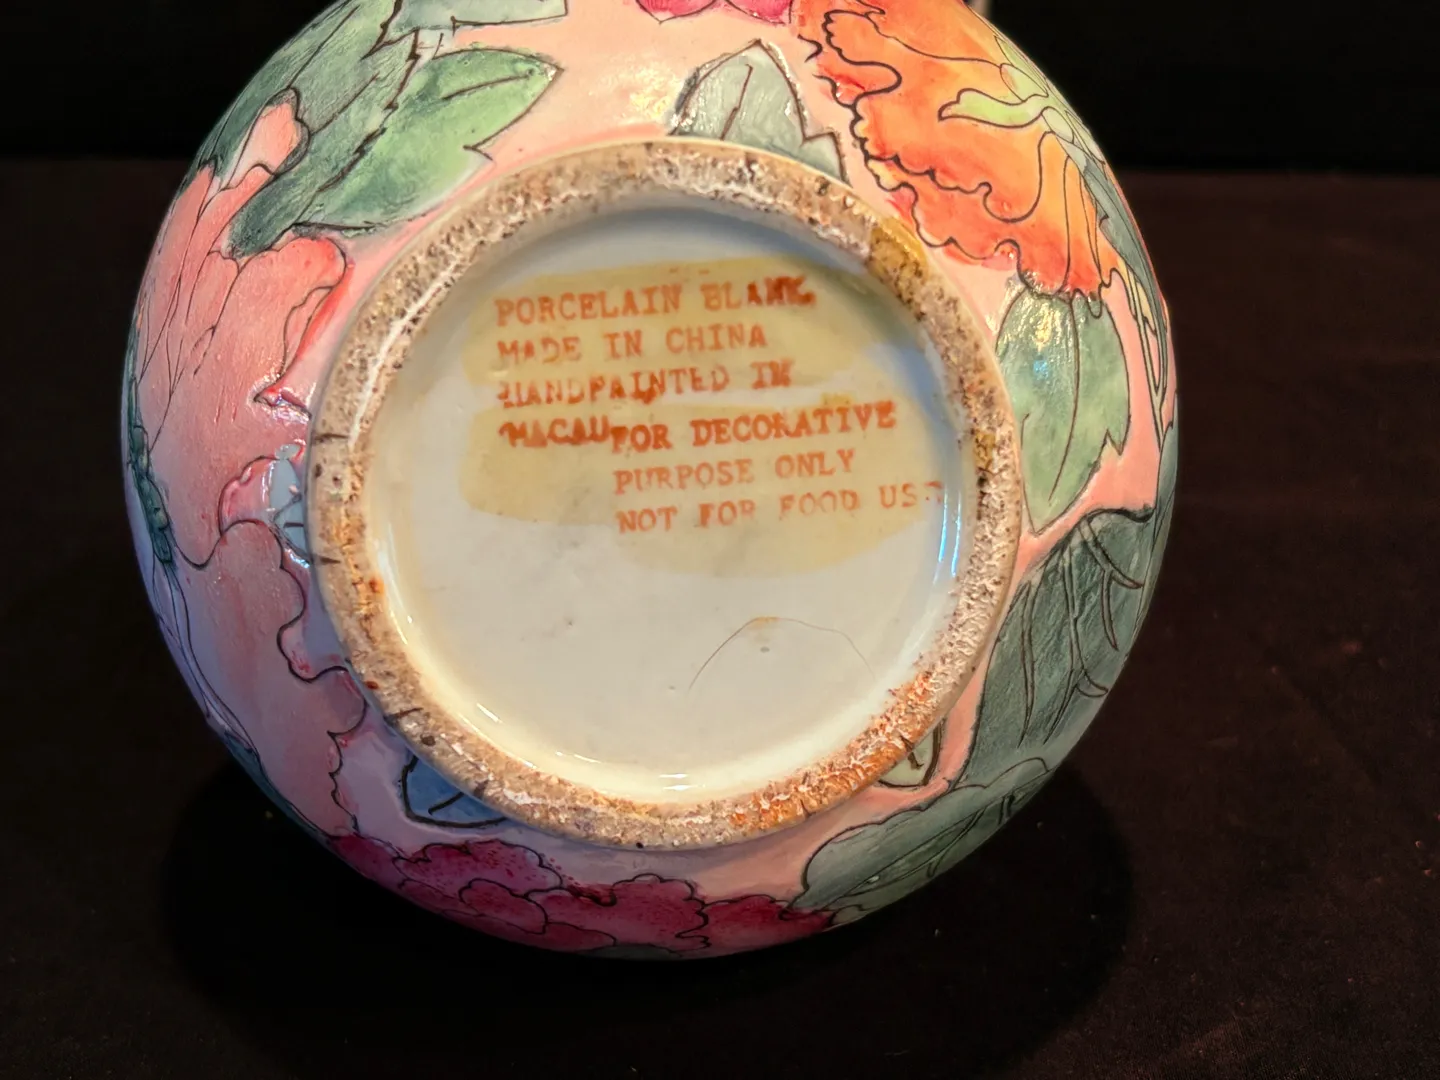 PORCELAIN BLANK
MADE IN CHINA
HANDPAINTED IN
MACAU
FOR DECORATIVE
PURPOSE ONLY
NOT FOR FOOD USE